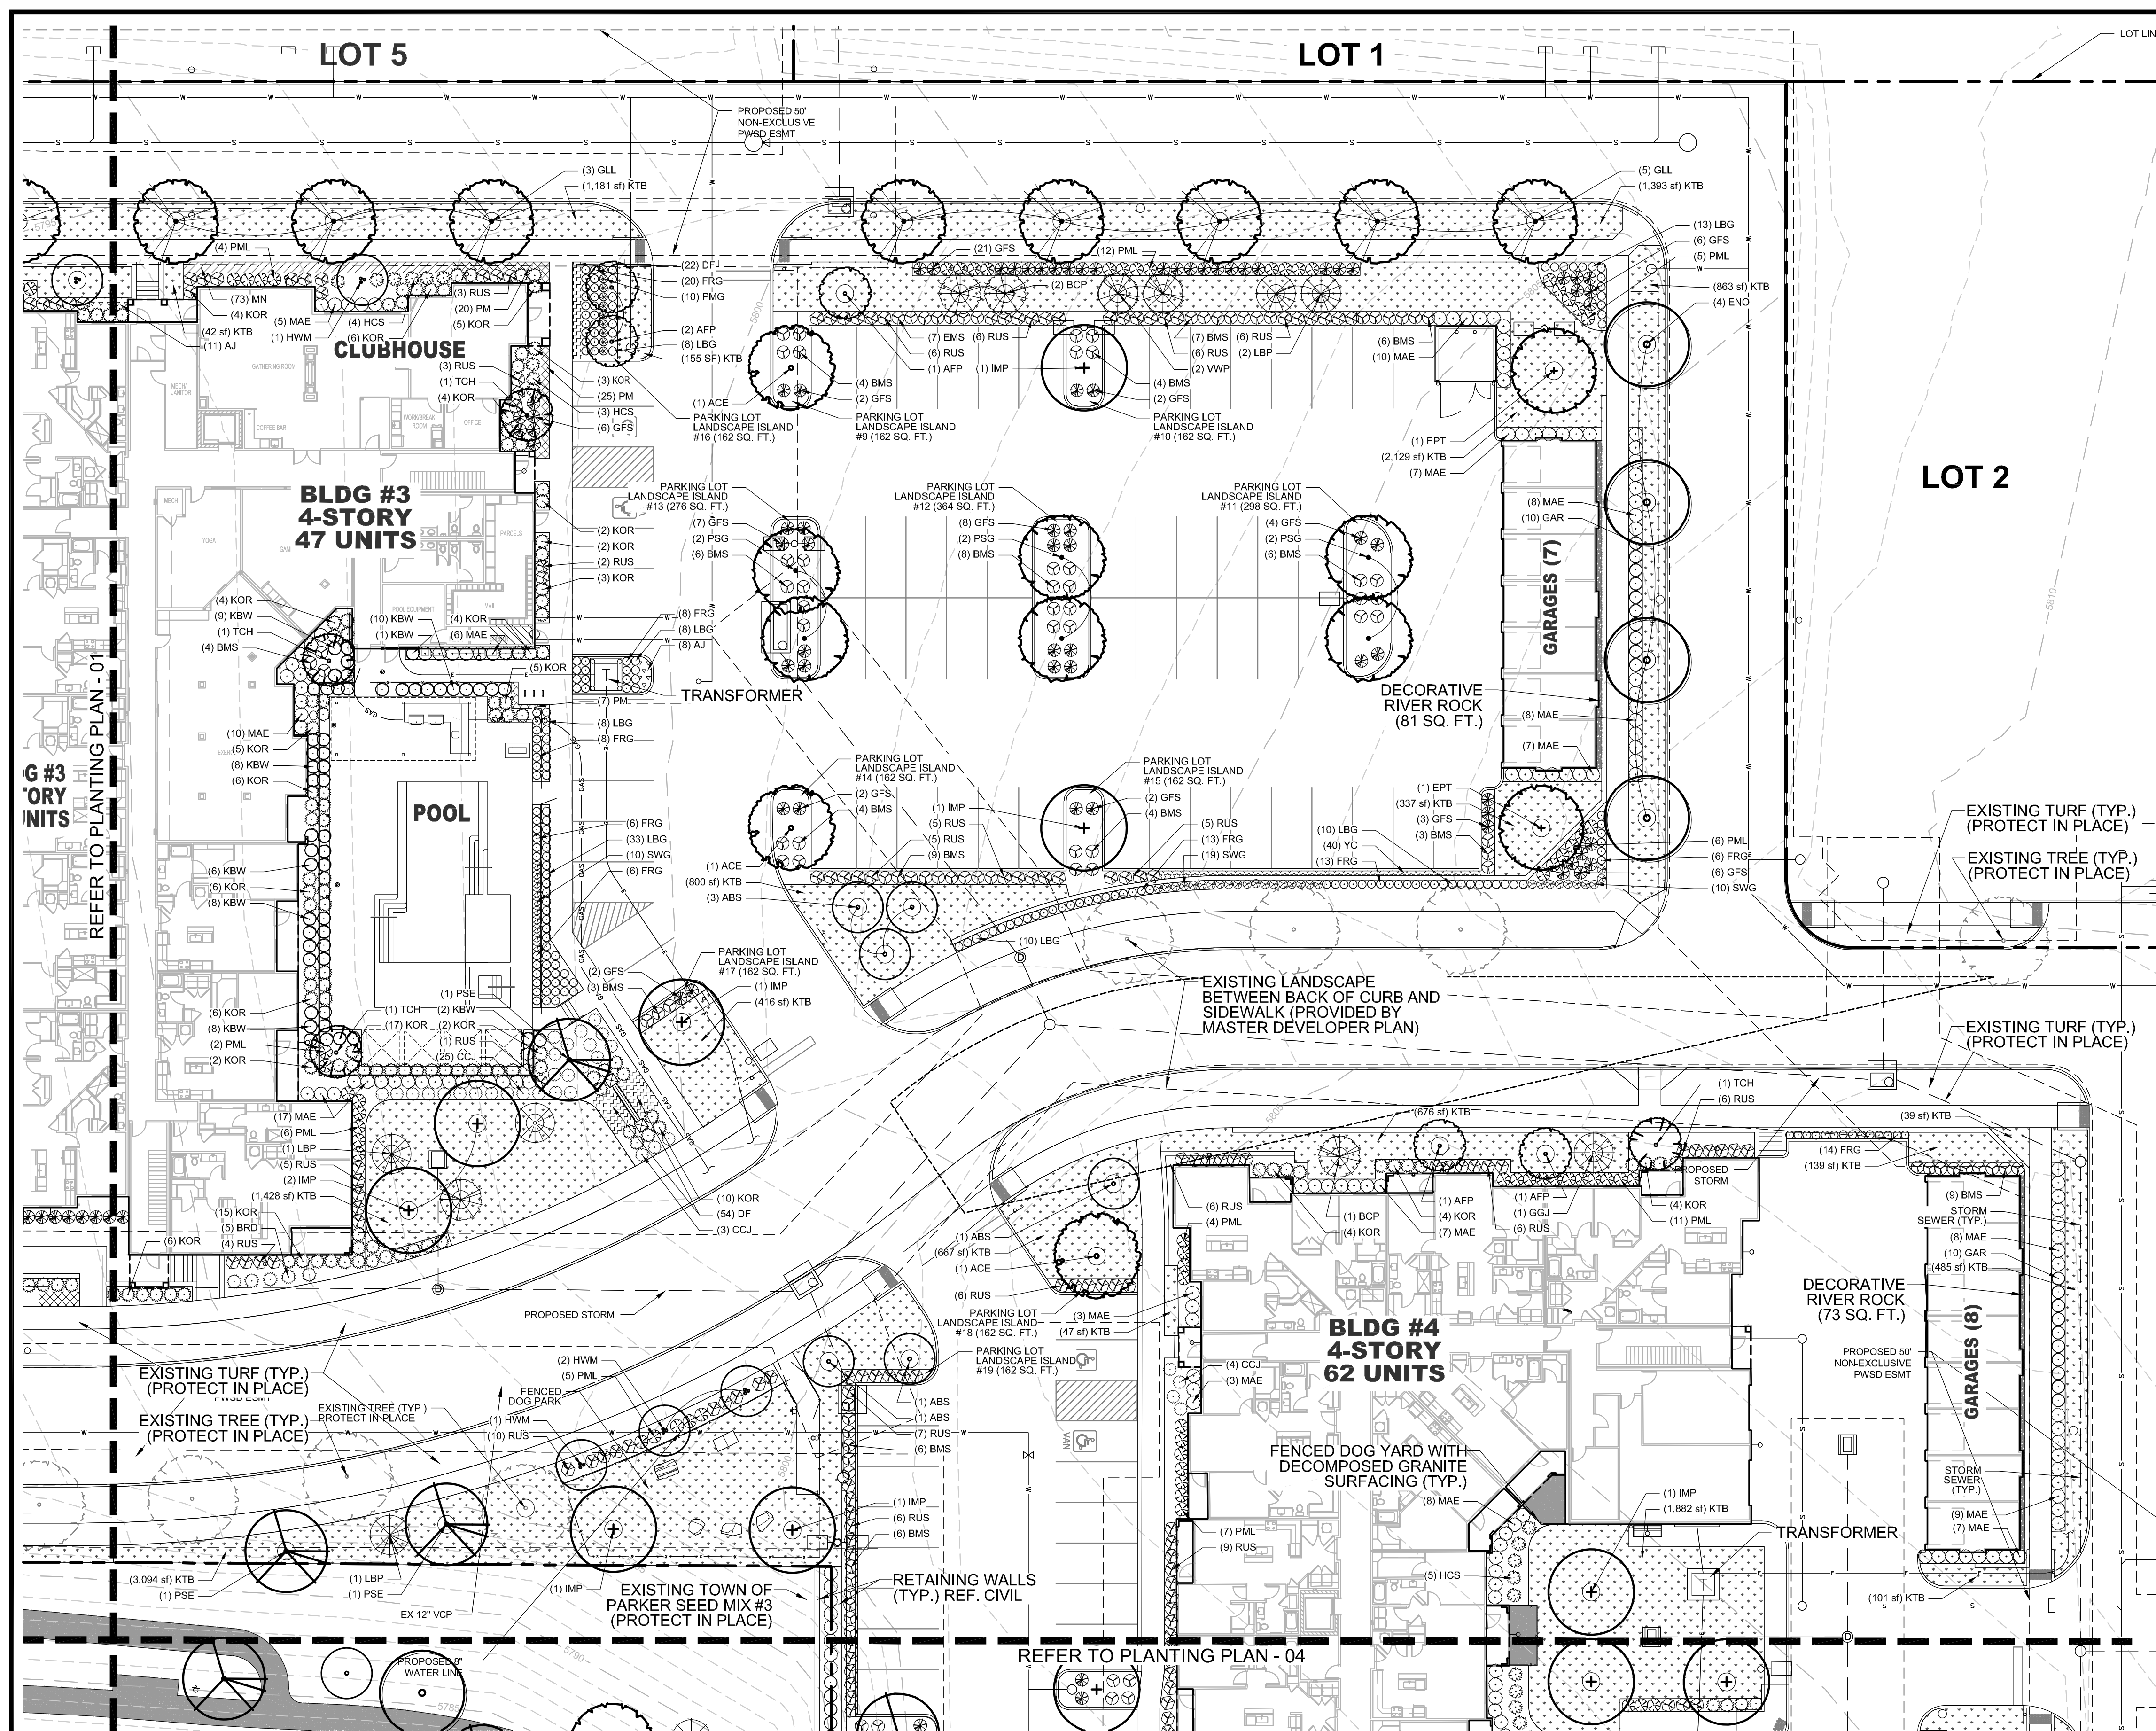 LOT 5
LOT 1
PROPOSED 50'
NON-EXCLUSIVE
PWSD ESMT
(3) GLL
(1,181 sf) KTB
(5) GLL
(1,393 sf) KTB
(4) PML
(73) MN
(4) KOR
(42 sf) KTB
(11) AJ
(5) MAE
(1) HWM
(4) HCS
(6) KOR
(3) RUS
(20) PM
(5) KOR
CLUBHOUSE
GATHERING ROOM
MECH/
JANITOR
COFFEE BAR
WORK/BREAK
ROOM
OFFICE
(3) RUS
(1) TCH
(4) KOR
(22) DFJ
(20) FRG
(10) PMG
(2) AFP
(8) LBG
(155 SF) KTB
(3) KOR
(25) PM
(3) HCS
(6) GFS
PARKING LOT
LANDSCAPE ISLAND
#16 (162 SQ. FT.)
(1) ACE
(21) GFS
(12) PML
(2) BCP
(7) EMS
(6) RUS
(1) AFP
(6) RUS
(1) IMP
(7) BMS
(6) RUS
(2) VWP
(6) RUS
(2) LBP
(6) BMS
(10) MAE
(4) BMS
(2) GFS
PARKING LOT
LANDSCAPE ISLAND
#9 (162 SQ. FT.)
(4) BMS
(2) GFS
PARKING LOT
LANDSCAPE ISLAND
#10 (162 SQ. FT.)
(13) LBG
(6) GFS
(5) PML
(863 sf) KTB
(4) ENO
(1) EPT
(2,129 sf) KTB
(7) MAE
LOT 2
BLDG #3
4-STORY
47 UNITS
MECH
YOGA
GAM
PARCELS
POOL EQUIPMENT
MAIL
(2) KOR
(2) KOR
(2) RUS
(3) KOR
PARKING LOT
LANDSCAPE ISLAND
#13 (276 SQ. FT.)
(7) GFS
(2) PSG
(6) BMS
PARKING LOT
LANDSCAPE ISLAND
#12 (364 SQ. FT.)
(8) GFS
(2) PSG
(8) BMS
PARKING LOT
LANDSCAPE ISLAND
#11 (298 SQ. FT.)
(4) GFS
(2) PSG
(6) BMS
(8) MAE
(10) GAR
GARAGES (7)
(4) KOR
(9) KBW
(1) TCH
(4) BMS
(10) KBW
(1) KBW
(4) KOR
(6) MAE
(8) FRG
(8) LBG
(8) AJ
(5) KOR
TRANSFORMER
(7) PM
(8) LBG
(8) FRG
DECORATIVE
RIVER ROCK
(81 SQ. FT.)
(8) MAE
(7) MAE
REFER TO PLANTING PLAN - 01
(10) MAE
(5) KOR
(8) KBW
(6) KOR
POOL
PARKING LOT
LANDSCAPE ISLAND
#14 (162 SQ. FT.)
(2) GFS
(4) BMS
PARKING LOT
LANDSCAPE ISLAND
#15 (162 SQ. FT.)
(2) GFS
(4) BMS
(1) IMP
(5) RUS
(5) RUS
(9) BMS
(5) RUS
(13) FRG
(19) SWG
(1) EPT
(337 sf) KTB
(3) GFS
(3) BMS
(10) LBG
(40) YC
(13) FRG
(6) PML
(6) FRG
(6) GFS
(10) SWG
EXISTING TURF (TYP.)
(PROTECT IN PLACE)
EXISTING TREE (TYP.)
(PROTECT IN PLACE)
(6) FRG
(33) LBG
(10) SWG
(6) FRG
(1) ACE
(800 sf) KTB
(3) ABS
(10) LBG
(6) KBW
(6) KOR
(8) KBW
PARKING LOT
LANDSCAPE ISLAND
#17 (162 SQ. FT.)
(1) IMP
(416 sf) KTB
(2) GFS
(3) BMS
EXISTING LANDSCAPE
BETWEEN BACK OF CURB AND
SIDEWALK (PROVIDED BY
MASTER DEVELOPER PLAN)
EXISTING TURF (TYP.)
(PROTECT IN PLACE)
(6) KOR
(8) KBW
(2) PML
(2) KOR
(1) PSE
(1) TCH
(2) KBW
(17) KOR
(2) KOR
(1) RUS
(25) CCJ
(17) MAE
(6) PML
(1) LBP
(5) RUS
(2) IMP
(1,428 sf) KTB
(15) KOR
(5) BRD
(4) RUS
(6) KOR
(10) KOR
(54) DF
(3) CCJ
(676 sf) KTB
(1) TCH
(6) RUS
(39 sf) KTB
PROPOSED
STORM
(14) FRG
(139 sf) KTB
(6) RUS
(4) PML
(1) BCP
(4) KOR
(1) AFP
(4) KOR
(7) MAE
(1) AFP
(1) GGJ
(6) RUS
(4) KOR
(11) PML
(9) BMS
STORM
SEWER (TYP.)
(8) MAE
(10) GAR
(485 sf) KTB
(1) ABS
(667 sf) KTB
(1) ACE
(6) RUS
PARKING LOT
LANDSCAPE ISLAND
#18 (162 SQ. FT.)
(3) MAE
(47 sf) KTB
PROPOSED STORM
DECORATIVE
RIVER ROCK
(73 SQ. FT.)
GARAGES (8)
BLDG #4
4-STORY
62 UNITS
PARKING LOT
LANDSCAPE ISLAND
#19 (162 SQ. FT.)
(4) CCJ
(3) MAE
VAN
PROPOSED 50'
NON-EXCLUSIVE
PWSD ESMT
EXISTING TURF (TYP.)
(PROTECT IN PLACE)
EXISTING TREE (TYP.)
(PROTECT IN PLACE)
EXISTING TREE (TYP.)
PROTECT IN PLACE
(2) HWM
(5) PML
FENCED
DOG PARK
(1) HWM
(10) RUS
(1) ABS
(1) ABS
(7) RUS
(6) BMS
FENCED DOG YARD WITH
DECOMPOSED GRANITE
SURFACING (TYP.)
(8) MAE
(1) IMP
(1,882 sf) KTB
TRANSFORMER
STORM
SEWER
(TYP.)
(9) MAE
(7) MAE
(1) IMP
(6) RUS
(6) BMS
(7) PML
(9) RUS
(5) HCS
(101 sf) KTB
(3,094 sf) KTB
(1) PSE
(1) LBP
(1) PSE
EX 12" VCP
(1) IMP
EXISTING TOWN OF
PARKER SEED MIX #3
(PROTECT IN PLACE)
RETAINING WALLS
(TYP.) REF. CIVIL
REFER TO PLANTING PLAN - 04
PROPOSED 8"
WATER LINE